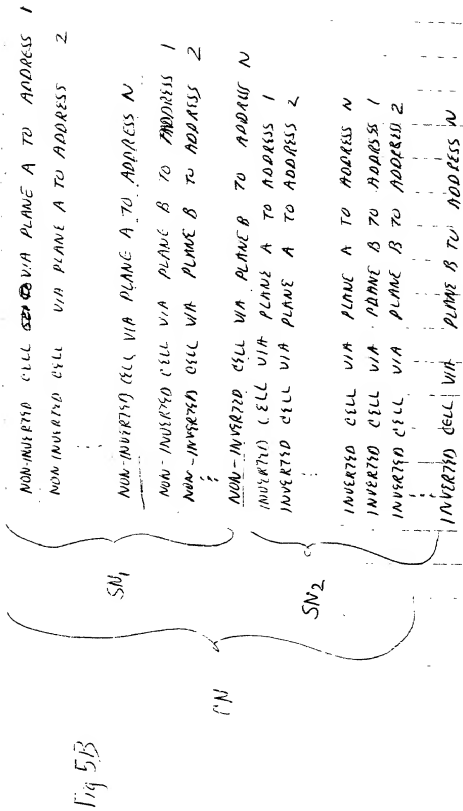 NON-INVERTED CELL VIA PLANE A TO ADDRESS 1
NON INVERTED CELL VIA PLANE A TO ADDRESS 2
NON-INVERTED CELL VIA PLANE A TO ADDRESS N
NON-INVERTED CELL VIA PLANE B TO ADDRESS 1
NON-INVERTED CELL VIA PLANE B TO ADDRESS 2
NON-INVERTED CELL VIA PLANE B TO ADDRESS N
INVERTED CELL VIA PLANE A TO ADDRESS 1
INVERTED CELL VIA PLANE A TO ADDRESS 2
INVERTED CELL VIA PLANE A TO ADDRESS N
INVERTED CELL VIA PLANE B TO ADDRESS 1
INVERTED CELL VIA PLANE B TO ADDRESS 2
INVERTED CELL VIA PLANE B TO ADDRESS N
SN1
SN2
CN
Fig 5B